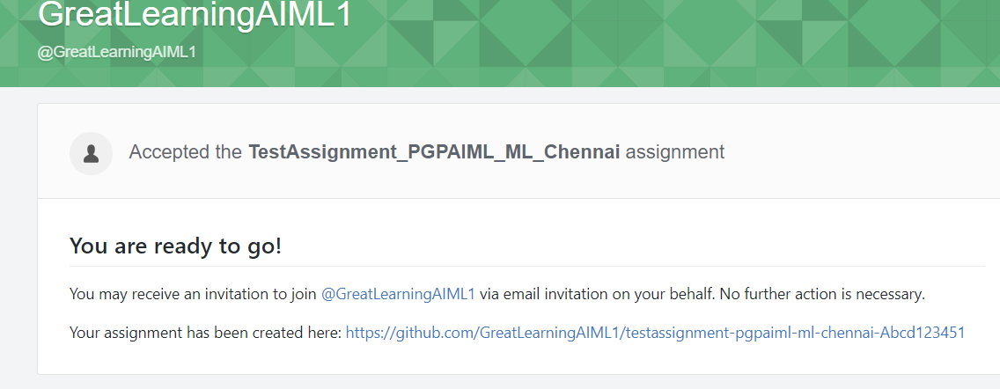 GreatLearningAIML1
@GreatLearningAIML1
Accepted the TestAssignment_PGPAIML_ML_Chennai assignment
You are ready to go!
You may receive an invitation to join @GreatLearningAIML1 via email invitation on your behalf. No further action is necessary.
Your assignment has been created here: https://github.com/GreatLearningAIML1/testassignment-pgpaiml-ml-chennai-Abcd123451